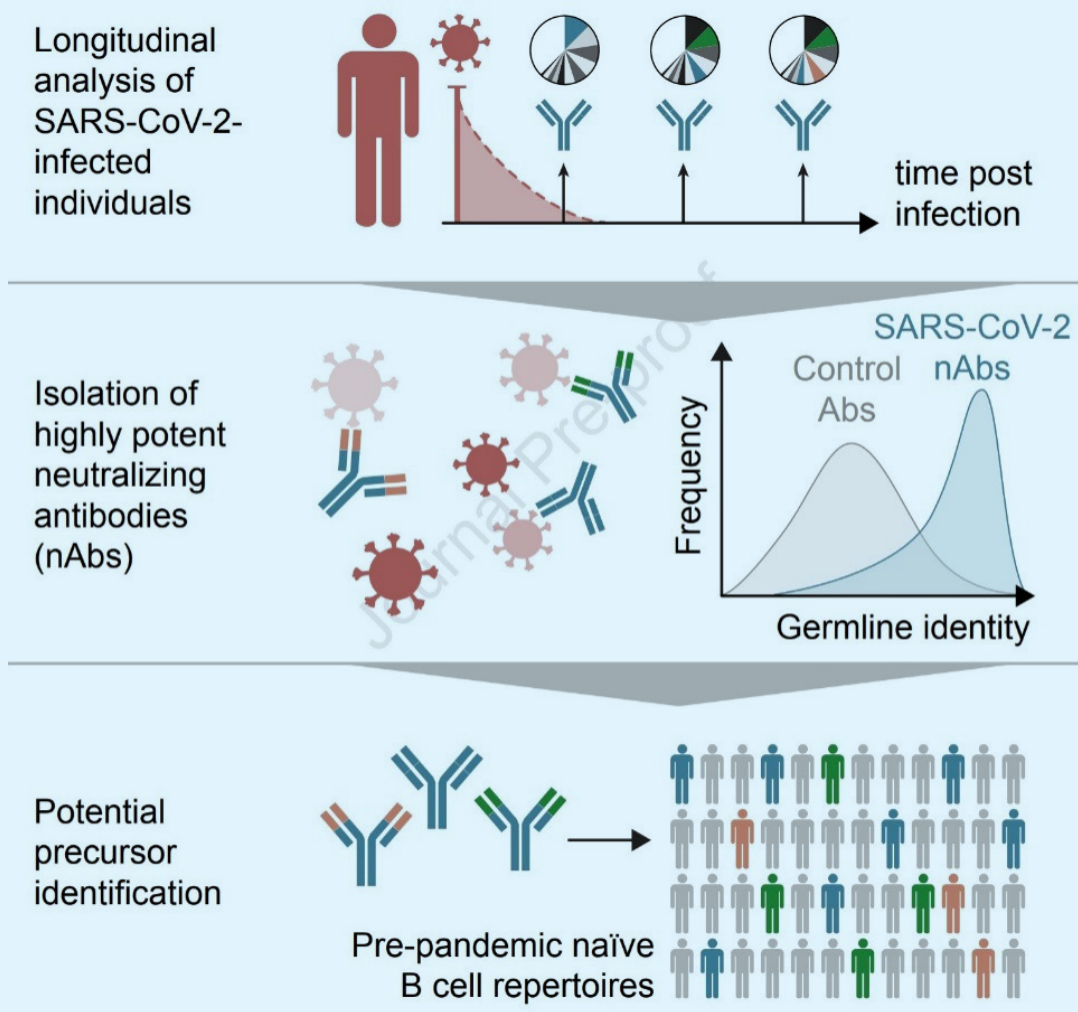 Longitudinal
analysis of
SARS-CoV-2-
infected
individuals
time post
infection
Isolation of
highly potent
neutralizing
antibodies
(nAbs)
SARS-CoV-2
nAbs
Control
Abs
Frequency
Germline identity
Journal Pre-proof
Potential
precursor
identification
Pre-pandemic naïve
B cell repertoires